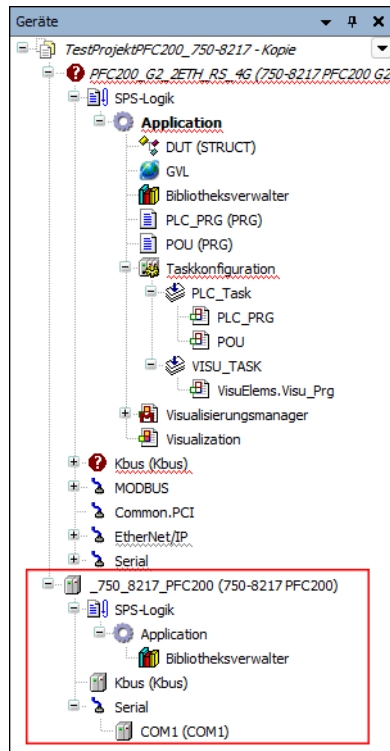 Geräte
TestProjektPFC200_750-8217 - Kopie
PFC200_G2_2ETH_RS_4G (750-8217 PFC200 G2
SPS-Logik
Application
DUT (STRUCT)
GVL
Bibliotheksverwalter
PLC_PRG (PRG)
POU (PRG)
Taskkonfiguration
PLC_Task
PLC_PRG
POU
VISU_TASK
VisuElems.Visu_Prg
Visualisierungsmanager
Visualization
Kbus (Kbus)
MODBUS
Common.PCI
EtherNet/IP
Serial
_750_8217_PFC200 (750-8217 PFC200)
SPS-Logik
Application
Bibliotheksverwalter
Kbus (Kbus)
Serial
COM1 (COM1)